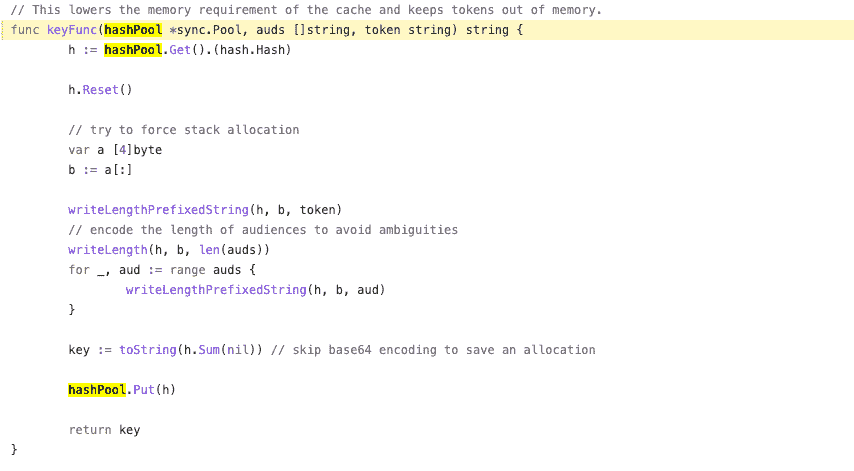 // This lowers the memory requirement of the cache and keeps tokens out of memory.
func keyFunc(hashPool *sync.Pool, auds []string, token string) string {
h := hashPool.Get().(hash.Hash)
h.Reset()
// try to force stack allocation
var a [4]byte
b := a[:]
writeLengthPrefixedString(h, b, token)
// encode the length of audiences to avoid ambiguities
writeLength(h, b, len(auds))
for _, aud := range auds {
writeLengthPrefixedString(h, b, aud)
}
key := toString(h.Sum(nil)) // skip base64 encoding to save an allocation
hashPool.Put(h)
return key
}